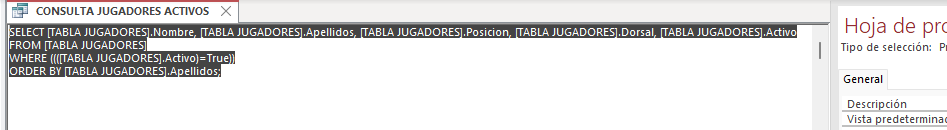 CONSULTA JUGADORES ACTIVOS
SELECT [TABLA JUGADORES].Nombre, [TABLA JUGADORES].Apellidos, [TABLA JUGADORES].Posicion, [TABLA JUGADORES].Dorsal, [TABLA JUGADORES].Activo
FROM [TABLA JUGADORES]
WHERE ((([TABLA JUGADORES].Activo)=True))
ORDER BY [TABLA JUGADORES].Apellidos;
Hoja de pro
Tipo de selección: Pr
General
Descripción
Vista predetermina